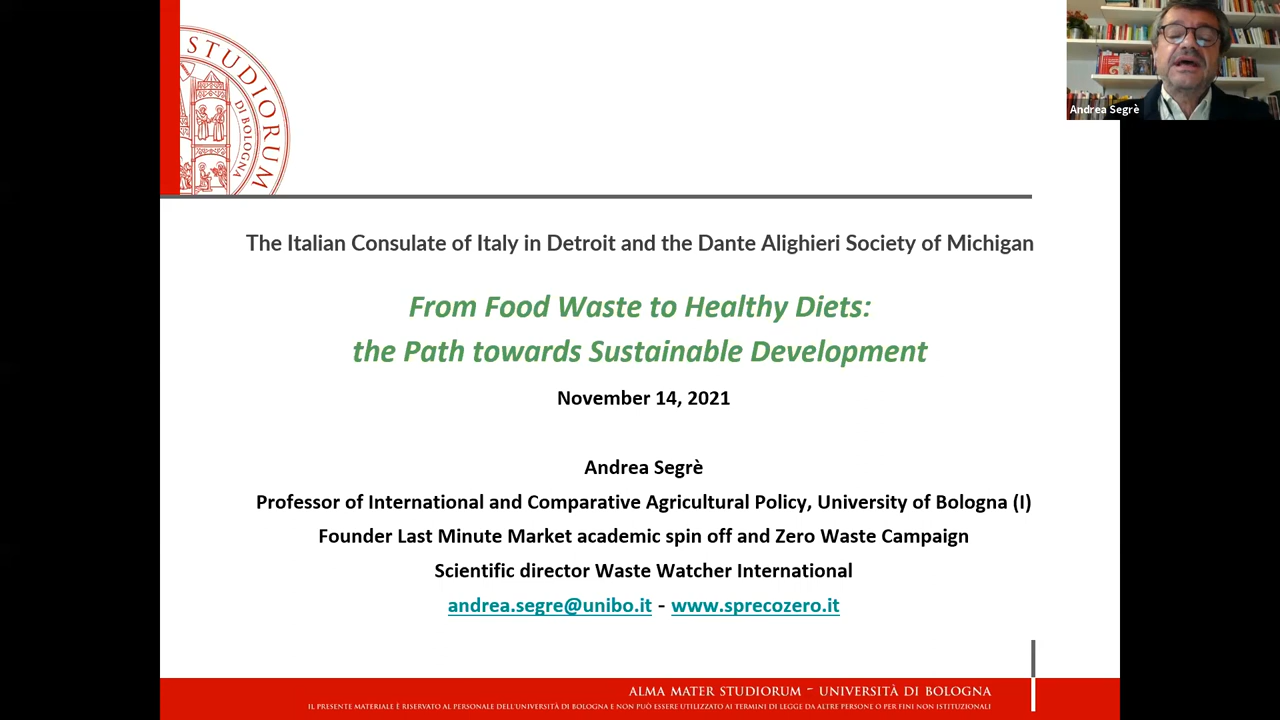 STUDIORUM
DI BOLOGNA
Andrea Segrè
The Italian Consulate of Italy in Detroit and the Dante Alighieri Society of Michigan
From Food Waste to Healthy Diets:
the Path towards Sustainable Development
November 14, 2021
Andrea Segrè
Professor of International and Comparative Agricultural Policy, University of Bologna (I)
Founder Last Minute Market academic spin off and Zero Waste Campaign
Scientific director Waste Watcher International
andrea.segre@unibo.it - www.sprecozero.it
ALMA MATER STUDIORUM - UNIVERSITÀ DI BOLOGNA
IL PRESENTE MATERIALE È RISERVATO AL PERSONALE DELL'UNIVERSITÀ DI BOLOGNA E NON PUÒ ESSERE UTILIZZATO AI TERMINI DI LEGGE DA ALTRE PERSONE O PER FINI NON ISTITUZIONALI